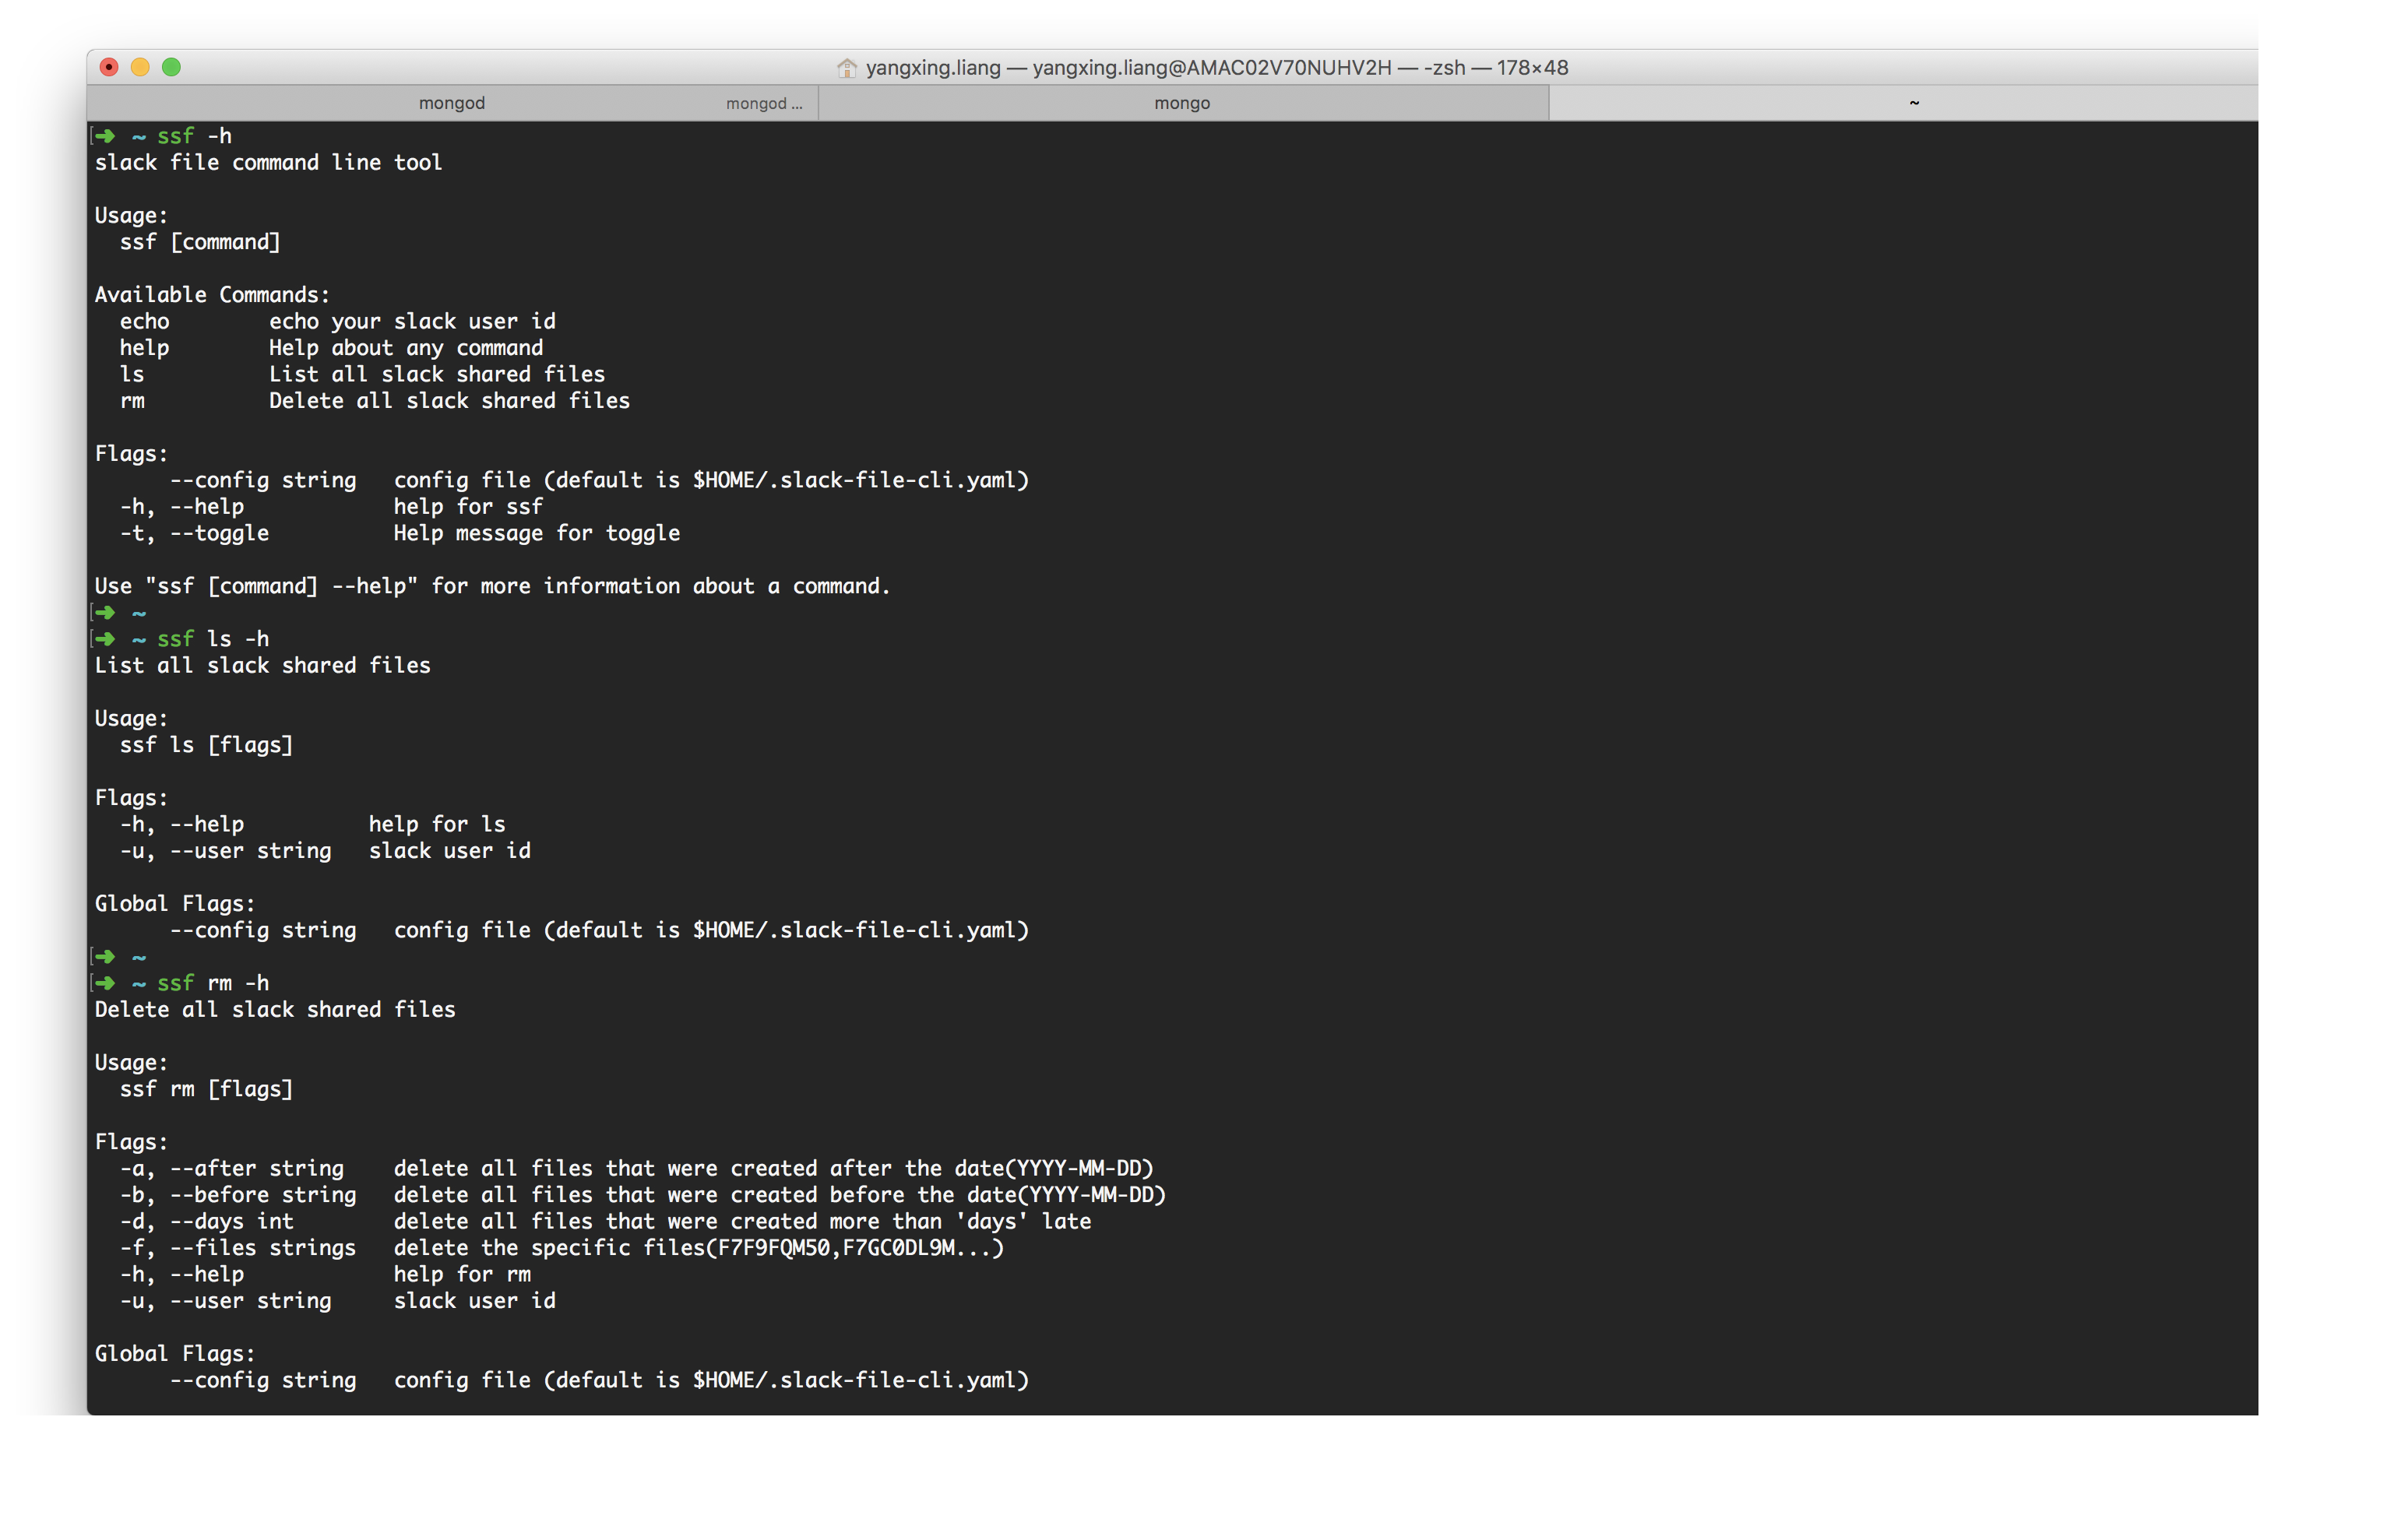 yangxing.liang — yangxing.liang@AMAC02V70NUHV2H — -zsh — 178×48
mongod mongod ... mongo ~
[➜ ~ ssf -h
slack file command line tool

Usage:
  ssf [command]

Available Commands:
  echo        echo your slack user id
  help        Help about any command
  ls          List all slack shared files
  rm          Delete all slack shared files

Flags:
      --config string   config file (default is $HOME/.slack-file-cli.yaml)
  -h, --help            help for ssf
  -t, --toggle          Help message for toggle

Use "ssf [command] --help" for more information about a command.
[➜ ~
[➜ ~ ssf ls -h
List all slack shared files

Usage:
  ssf ls [flags]

Flags:
  -h, --help          help for ls
  -u, --user string   slack user id

Global Flags:
      --config string   config file (default is $HOME/.slack-file-cli.yaml)
[➜ ~
[➜ ~ ssf rm -h
Delete all slack shared files

Usage:
  ssf rm [flags]

Flags:
  -a, --after string    delete all files that were created after the date(YYYY-MM-DD)
  -b, --before string   delete all files that were created before the date(YYYY-MM-DD)
  -d, --days int        delete all files that were created more than 'days' late
  -f, --files strings   delete the specific files(F7F9FQM50,F7GC0DL9M...)
  -h, --help            help for rm
  -u, --user string     slack user id

Global Flags:
      --config string   config file (default is $HOME/.slack-file-cli.yaml)